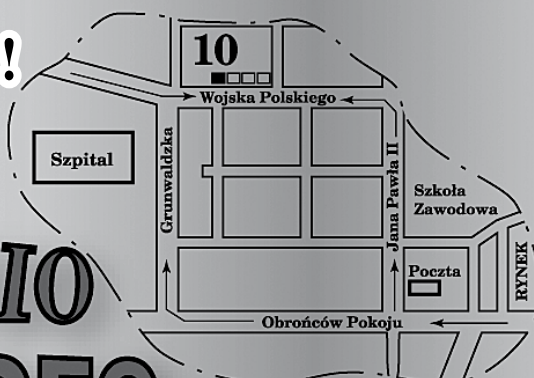 !
10
Wojska Polskiego
Grunwaldzka
Szpital
Jana Pawła II
Szkoła
Zawodowa
Poczta
RYNEK
IO
Obrońców Pokoju